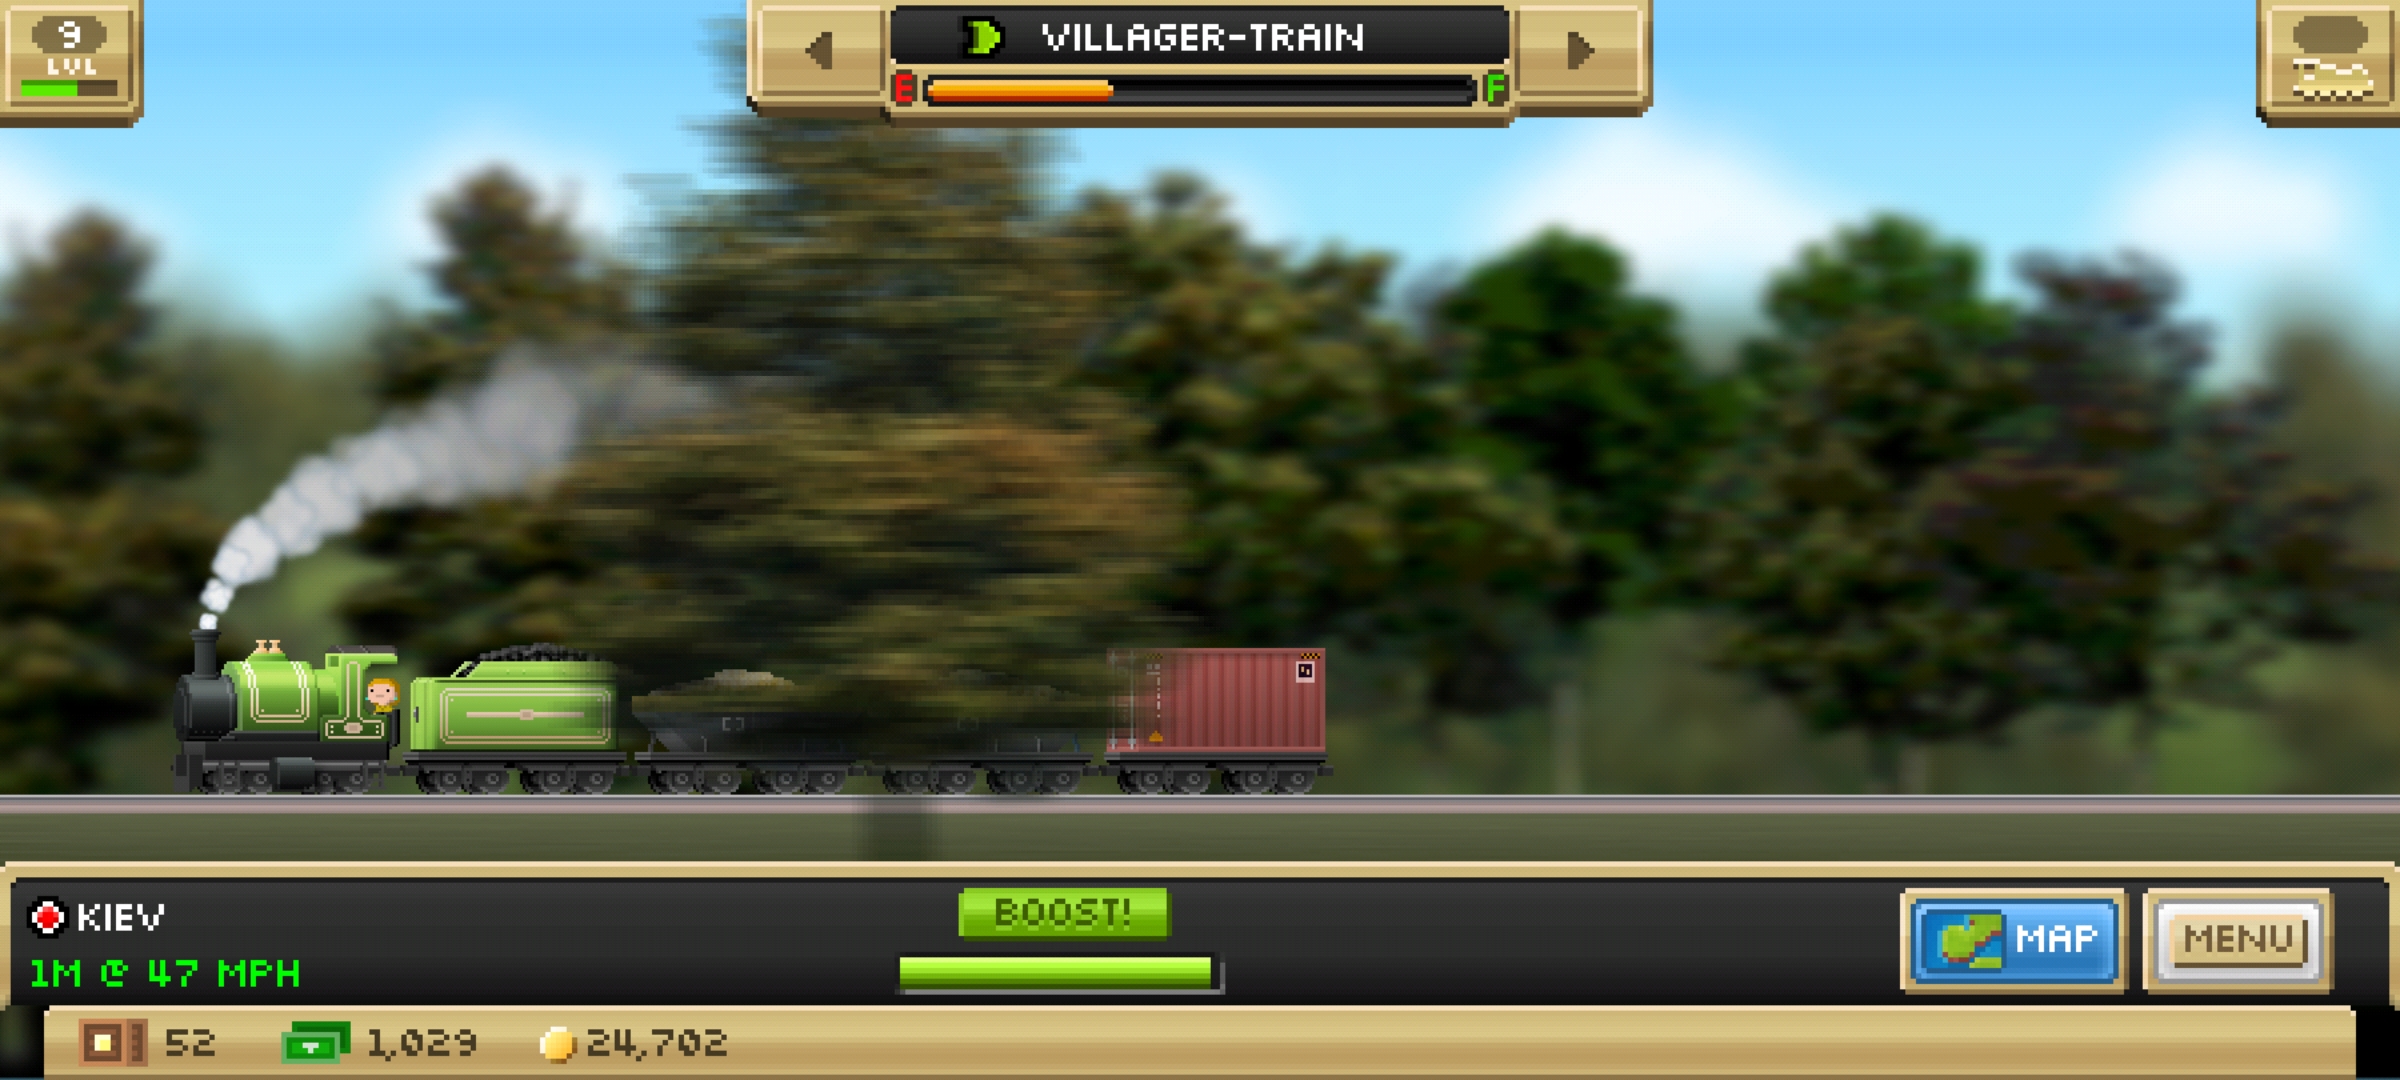 9
LVL
VILLAGER-TRAIN
E F
KIEV
BOOST!
1M @ 47 MPH
MAP
MENU
52 1,029 24,702